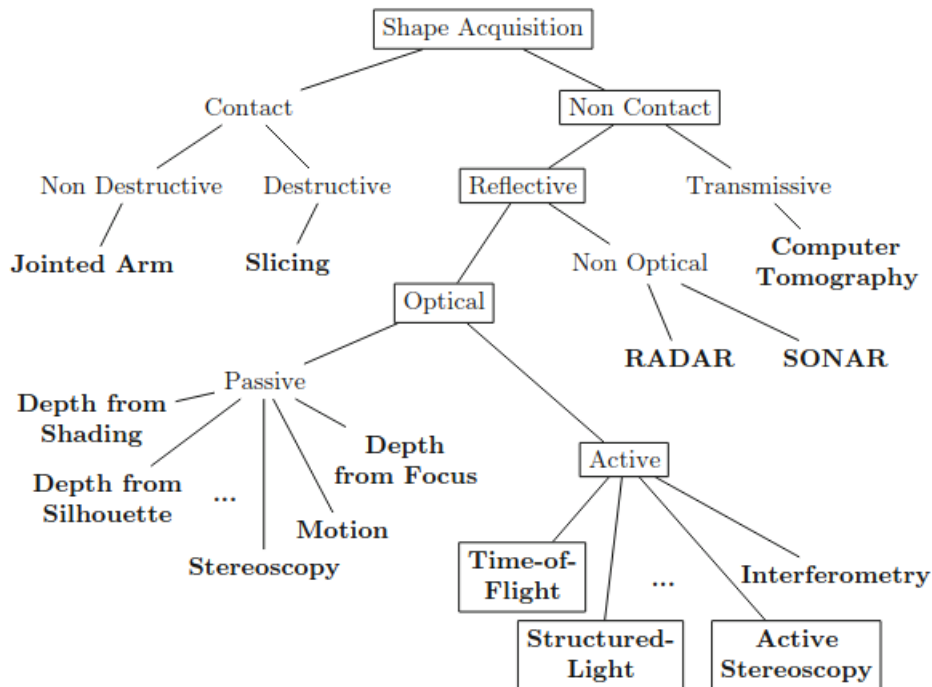 Shape Acquisition
Contact
Non Contact
Non Destructive
Destructive
Reflective
Transmissive
Jointed Arm
Slicing
Non Optical
Computer
Tomography
Optical
RADAR
SONAR
Passive
Depth from
Shading
Depth
from Focus
Active
Depth from
Silhouette
...
Motion
Stereoscopy
Time-of-
Flight
...
Interferometry
Structured-
Light
Active
Stereoscopy